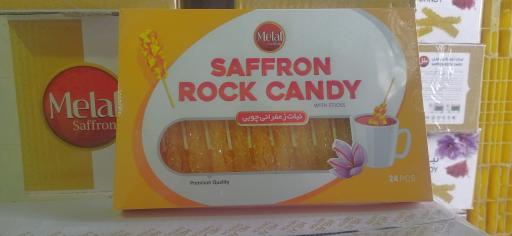 Melal
Saffron
Melal
SAFFRON
ROCK CANDY
WITH STICKS
نبات زعفرانی چوبی
Premium Quality
24 PCS